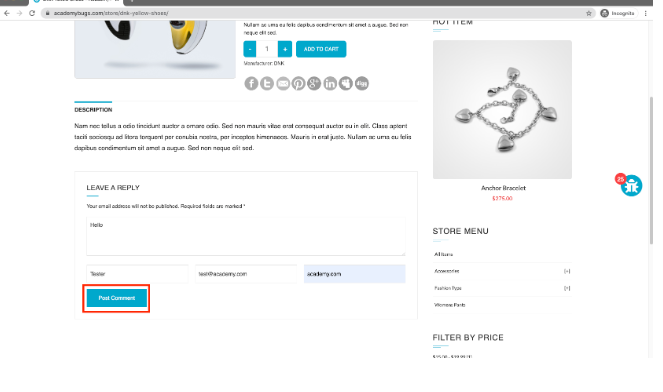 academybugs.com/store/dnk-yellow-shoes/
Incognito
Nullam ac urna eu felis dapibus condimentum sit amet a augue. Sed non
neque elit sed.
- 1 +
ADD TO CART
Manufacturer: DNK
digg
DESCRIPTION
Nam nec tellus a odio tincidunt auctor a ornare odio. Sed non mauris vitae erat consequat auctor eu in elit. Class aptent
taciti sociosqu ad litora torquent per conubia nostra, per inceptos himenaeos. Mauris in erat justo. Nullam ac urna eu felis
dapibus condimentum sit amet a augue. Sed non neque elit sed.
LEAVE A REPLY
Your email address will not be published. Required fields are marked *
Hello
Tester
test@academy.com
academy.com
Post Comment
HOT ITEM
Anchor Bracelet
25
STORE MENU
All Items
Accessories [+]
Fashion Type [+]
Womens Pants
FILTER BY PRICE